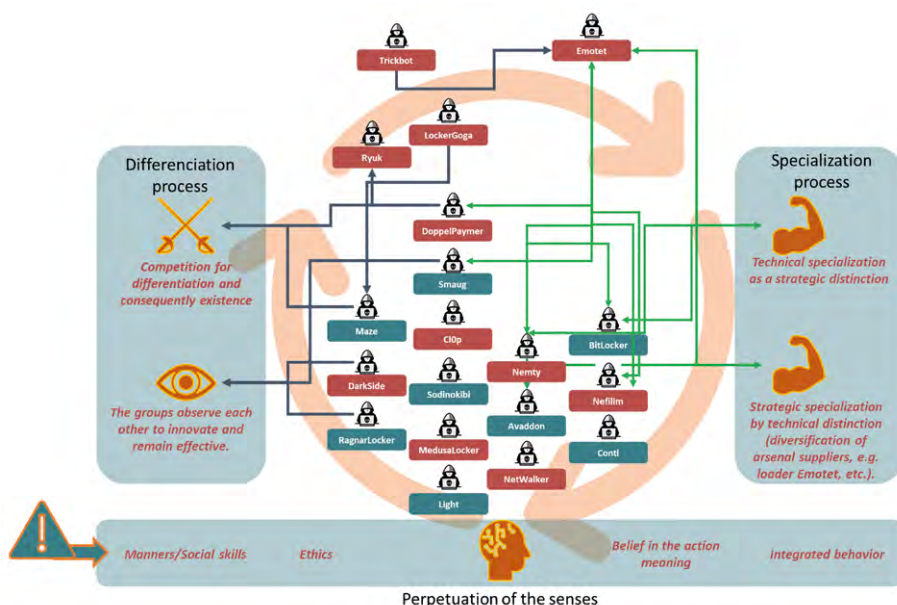 Emotet
Trickbot
LockerGoga
Ryuk
Differenciation
process
Specialization
process
DoppelPaymer
Competition for
differentiation and
consequently existence
Technical specialization
as a strategic distinction
Smaug
Maze
Cl0p
BitLocker
Nemty
DarkSide
Sodinokibi
Nefilim
The groups observe each
other to innovate and
remain effective.
Strategic specialization
by technical distinction
(diversification of
arsenal suppliers, e.g.
loader Emotet, etc.).
RagnarLocker
MedusaLocker
Avaddon
Conti
NetWalker
Light
Manners/Social skills
Ethics
Belief in the action
meaning
Integrated behavior
Perpetuation of the senses